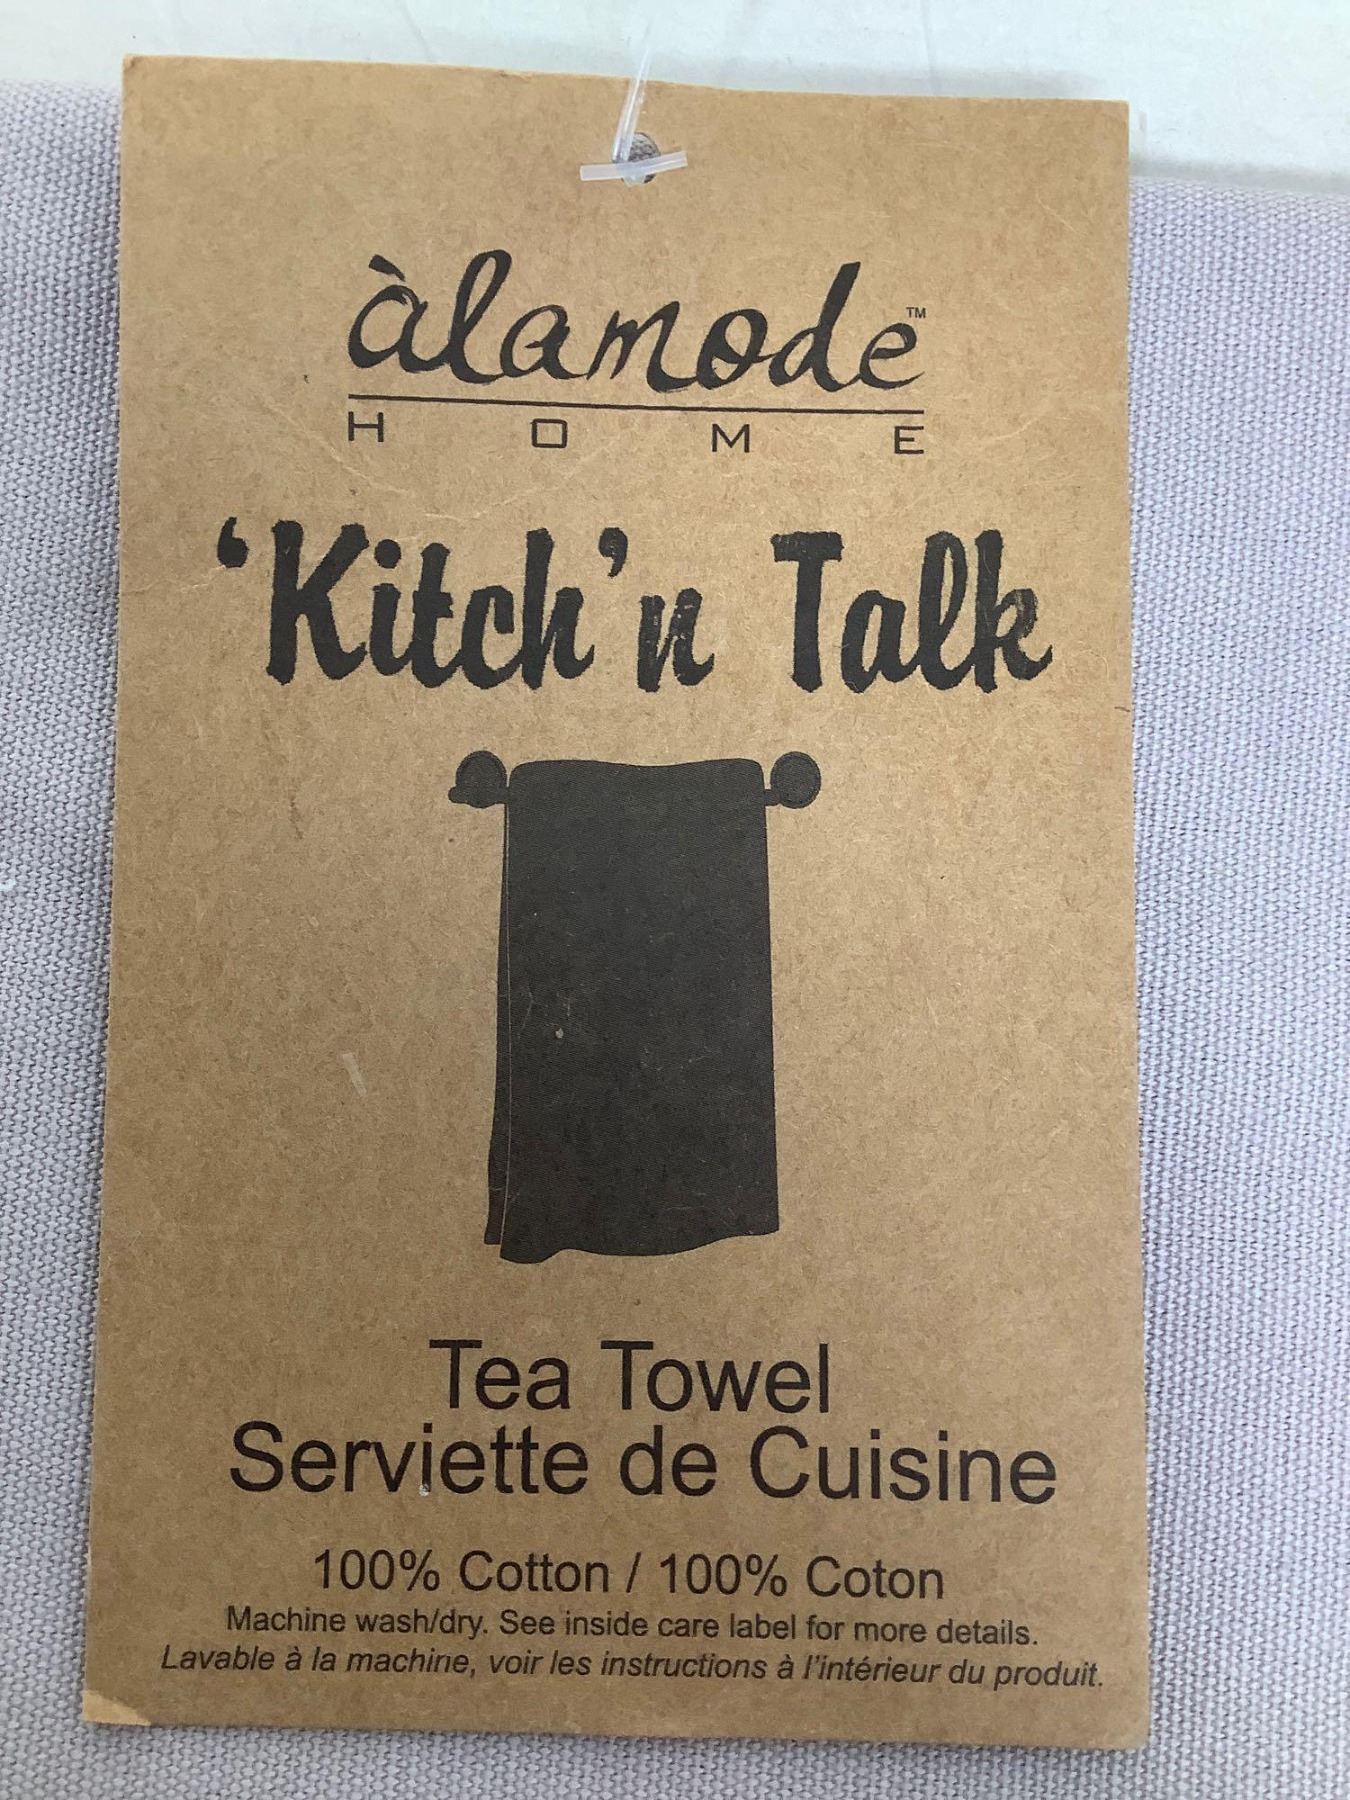 àlamode™
HOME
‘Kitch’n Talk
Tea Towel
Serviette de Cuisine
100% Cotton / 100% Coton
Machine wash/dry. See inside care label for more details.
Lavable à la machine, voir les instructions à l'intérieur du produit.